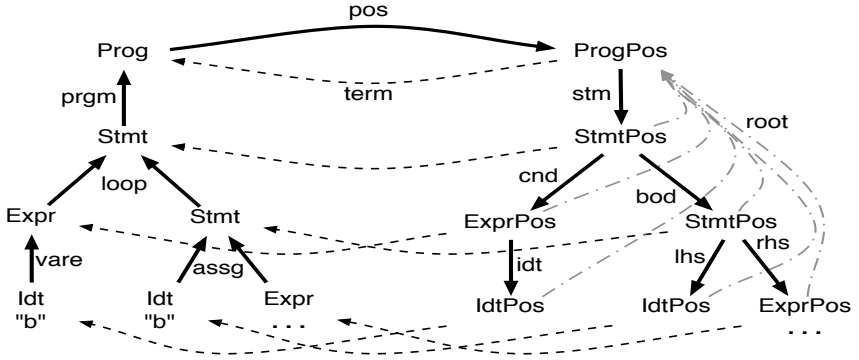 pos
Prog ProgPos
prgm term stm root
Stmt StmtPos
loop cnd bod
Expr Stmt ExprPos StmtPos
vare assg idt lhs rhs
Idt Idt Expr IdtPos IdtPos ExprPos
"b" "b" ... ...